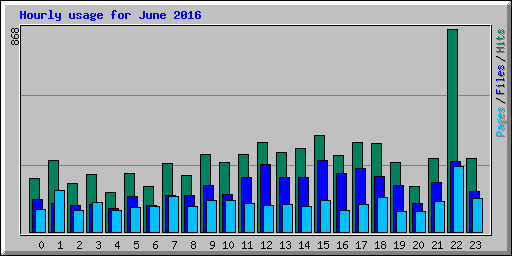 Hourly usage for June 2016
868
Pages / Files / Hits
0 1 2 3 4 5 6 7 8 9 10 11 12 13 14 15 16 17 18 19 20 21 22 23